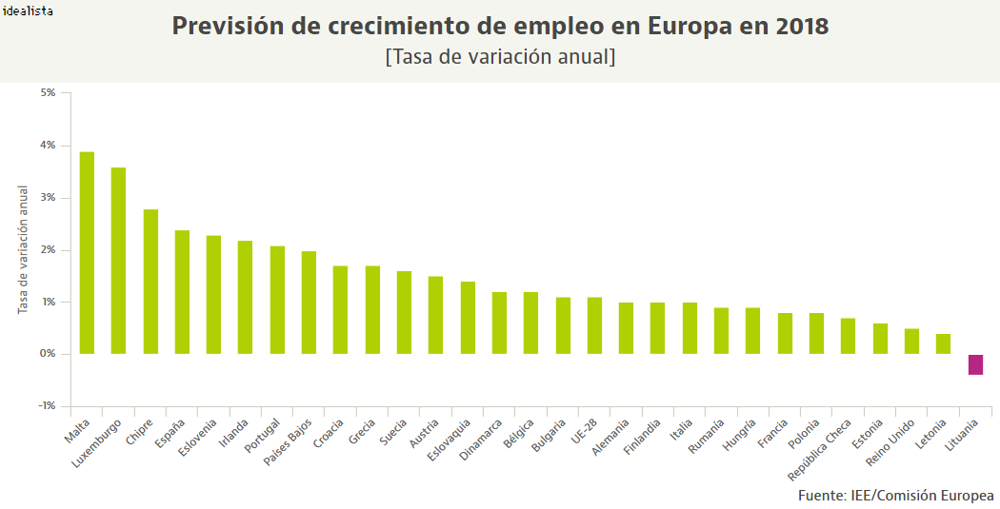 idealista
Previsión de crecimiento de empleo en Europa en 2018
[Tasa de variación anual]
5%
4%
3%
2%
1%
0%
-1%
Tasa de variación anual
Malta
Luxemburgo
Chipre
España
Eslovenia
Irlanda
Portugal
Países Bajos
Croacia
Grecia
Suecia
Austria
Eslovaquia
Dinamarca
Bélgica
Bulgaria
UE-28
Alemania
Finlandia
Italia
Rumanía
Hungria
Francia
Polonia
República Checa
Estonia
Reino Unido
Letonia
Lituania
Fuente: IEE/Comisión Europea